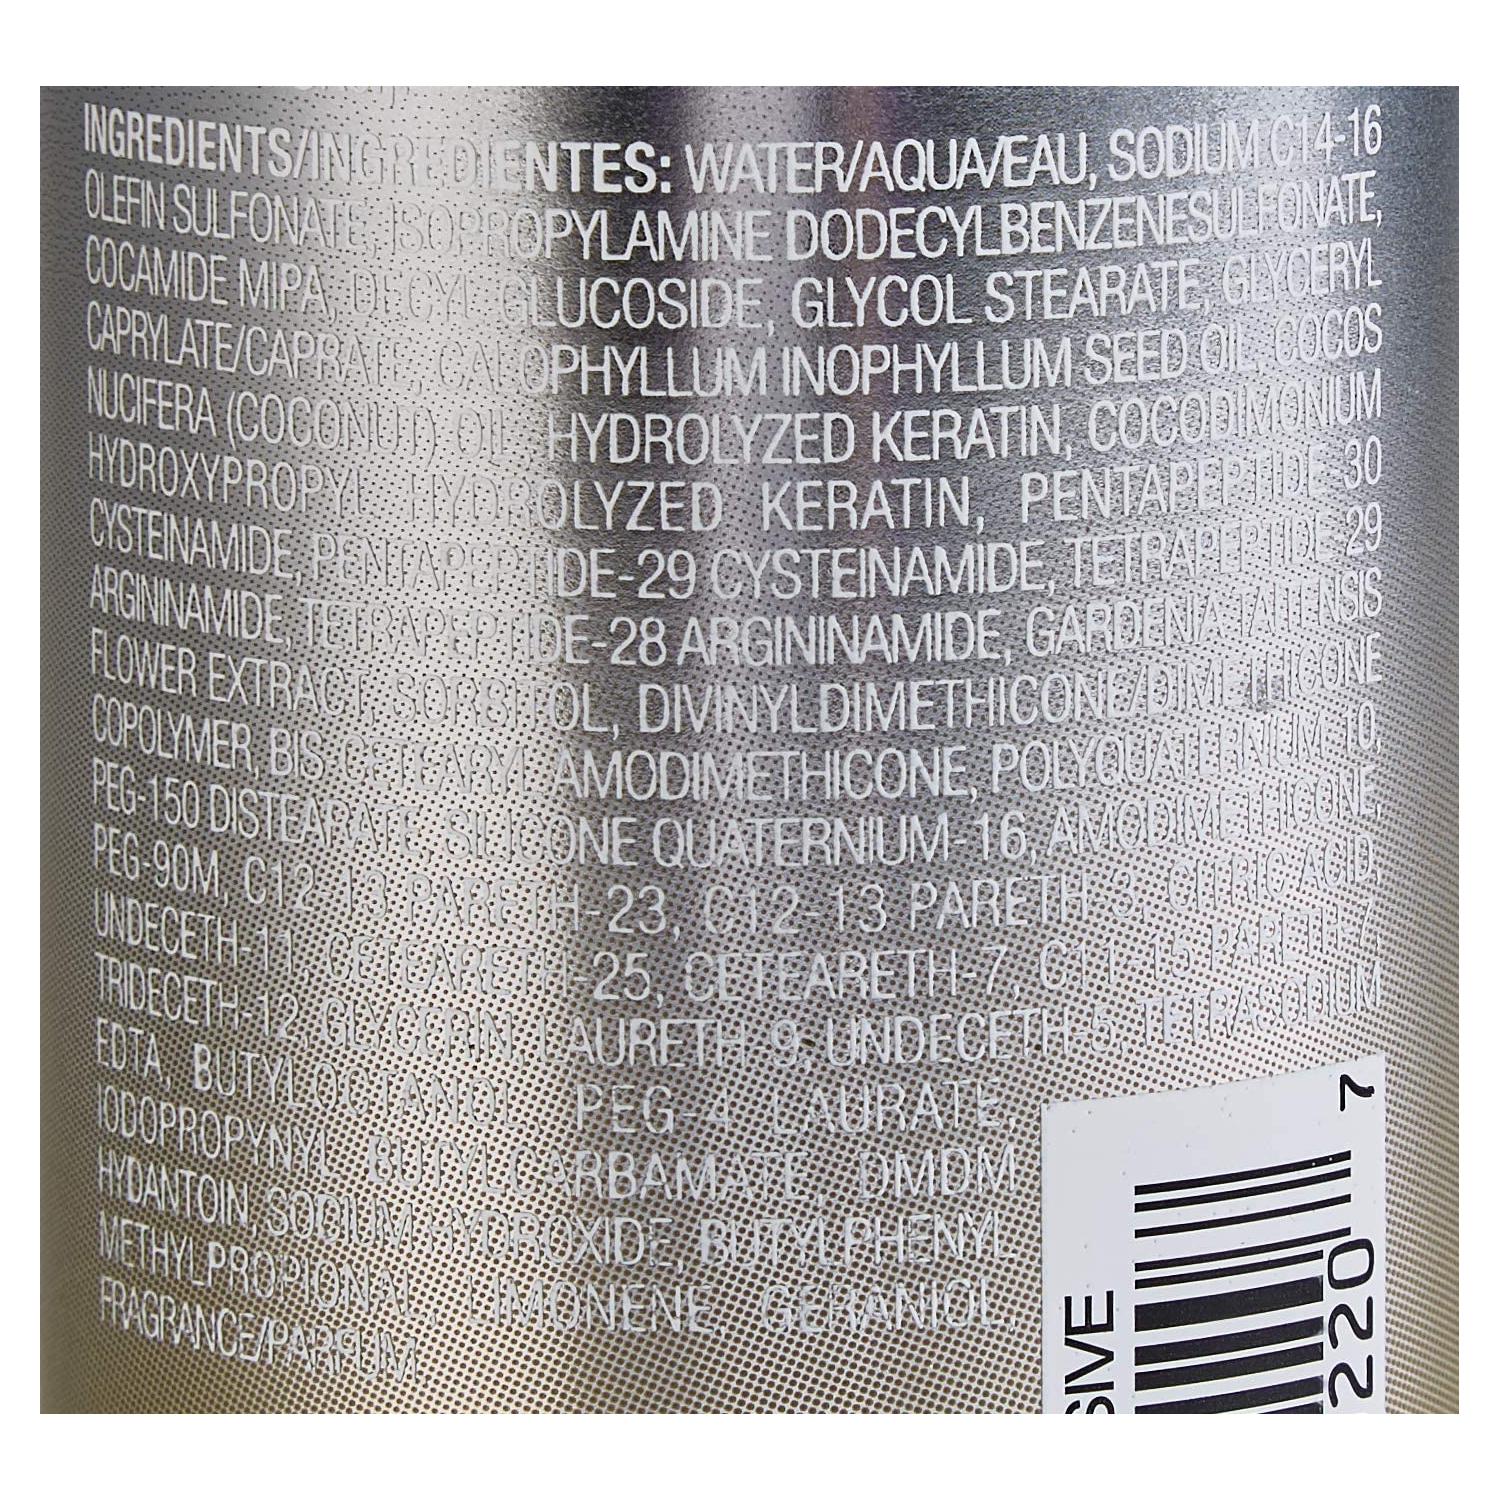 INGREDIENTS/INGREDIENTES: WATER/AQUA/EAU, SODIUM C14-16
OLEFIN SULFONATE, ISOPROPYLAMINE DODECYLBENZENESULFONATE,
COCAMIDE MIPA, DECYL GLUCOSIDE, GLYCOL STEARATE, GLYCERYL
CAPRYLATE/CAPRATE, CALOPHYLLUM INOPHYLLUM SEED OIL, COCOS
NUCIFERA (COCONUT) OIL, HYDROLYZED KERATIN, COCODIMONIUM
HYDROXYPROPYL HYDROLYZED KERATIN, PENTAPEPTIDE-30
CYSTEINAMIDE, PENTAPEPTIDE-29 CYSTEINAMIDE, TETRAPEPTIDE-29
ARGININAMIDE, TETRAPEPTIDE-28 ARGININAMIDE, GARDENIA TAITENSIS
FLOWER EXTRACT, SORBITOL, DIVINYLDIMETHICONE/DIMETHICONE
COPOLYMER, BIS-CETEARYL AMODIMETHICONE, POLYQUATERNIUM-10,
PEG-150 DISTEARATE, SILICONE QUATERNIUM-16, AMODIMETHICONE,
PEG-90M, C12-13 PARETH-23, C12-13 PARETH-3, CITRIC ACID,
UNDECETH-11, CETEARETH-25, CETEARETH-7, C11-15 PARETH-7,
TRIDECETH-12, GLYCERIN, LAURETH-9, UNDECETH-5, TETRASODIUM
EDTA, BUTYLOCTANOL, PEG-4 LAURATE,
IODOPROPYNYL BUTYLCARBAMATE, DMDM
HYDANTOIN, SODIUM HYDROXIDE, BUTYLPHENYL
METHYLPROPIONAL, LIMONENE, GERANIOL,
FRAGRANCE/PARFUM
SIVE
220 7